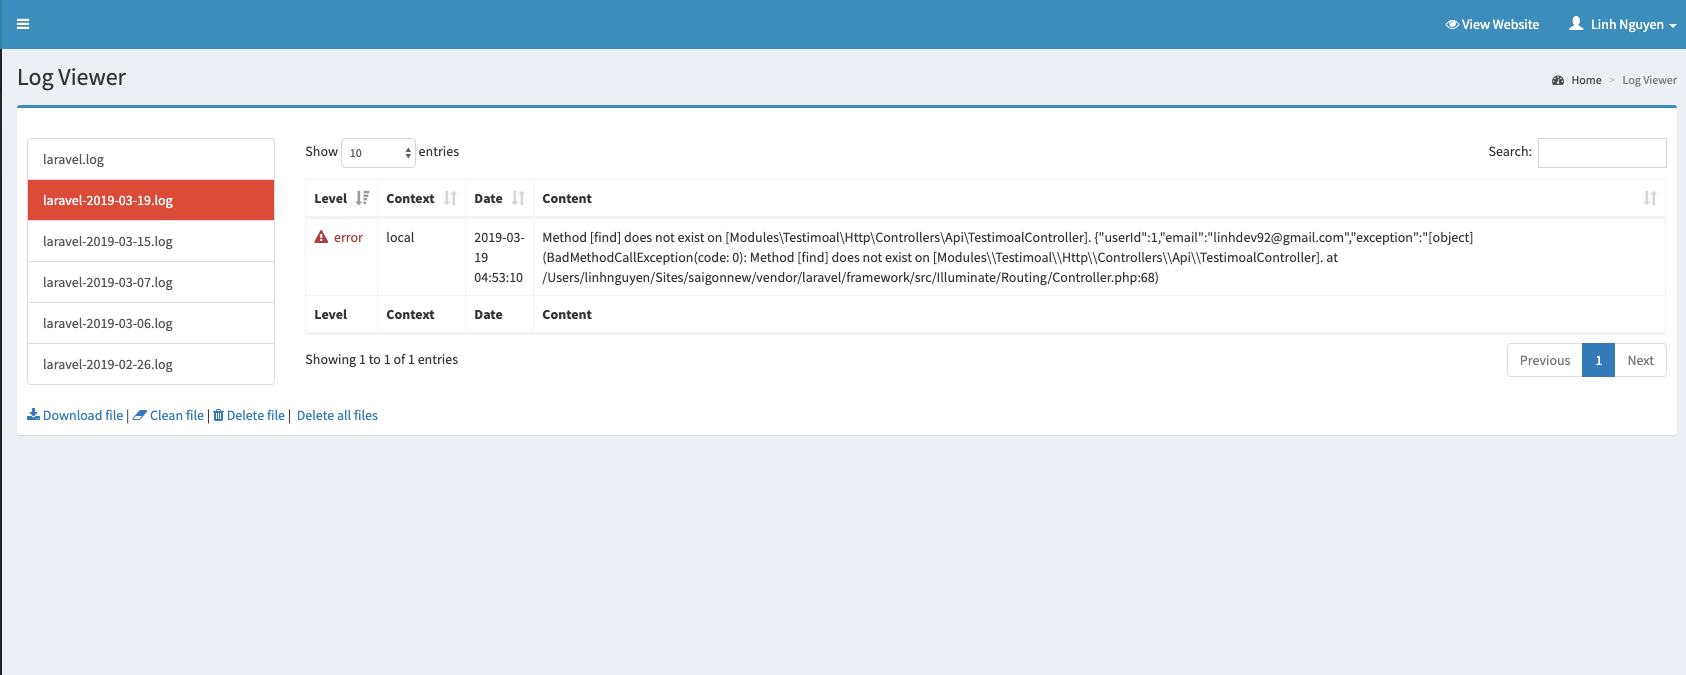 View Website
Linh Nguyen
Log Viewer
Home > Log Viewer
laravel.log
laravel-2019-03-19.log
laravel-2019-03-15.log
laravel-2019-03-07.log
laravel-2019-03-06.log
laravel-2019-02-26.log
Show 10 entries
Search:
Level Context Date Content
error local 2019-03-19 04:53:10
Method [find] does not exist on [Modules\Testimoal\Http\Controllers\Api\TestimoalController]. {"userId":1,"email":"linhdev92@gmail.com","exception":"[object]
(BadMethodCallException(code: 0): Method [find] does not exist on [Modules\\Testimoal\\Http\\Controllers\\Api\\TestimoalController]. at
/Users/linhnguyen/Sites/saigonnew/vendor/laravel/framework/src/Illuminate/Routing/Controller.php:68)
Level Context Date Content
Showing 1 to 1 of 1 entries
Previous 1 Next
Download file | Clean file | Delete file | Delete all files